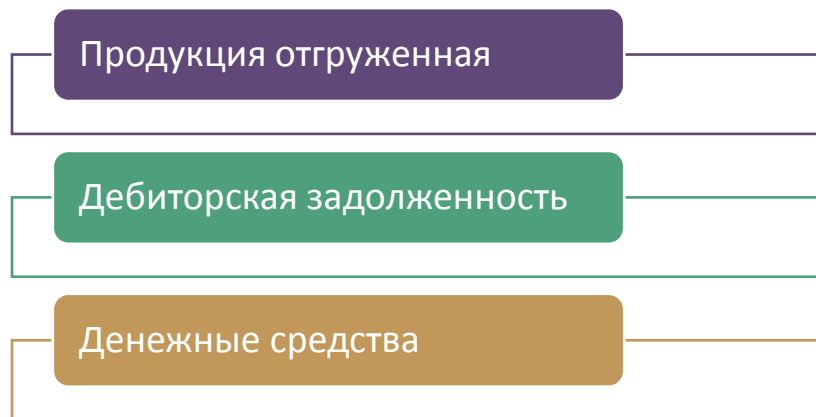 Продукция отгруженная
Дебиторская задолженность
Денежные средства